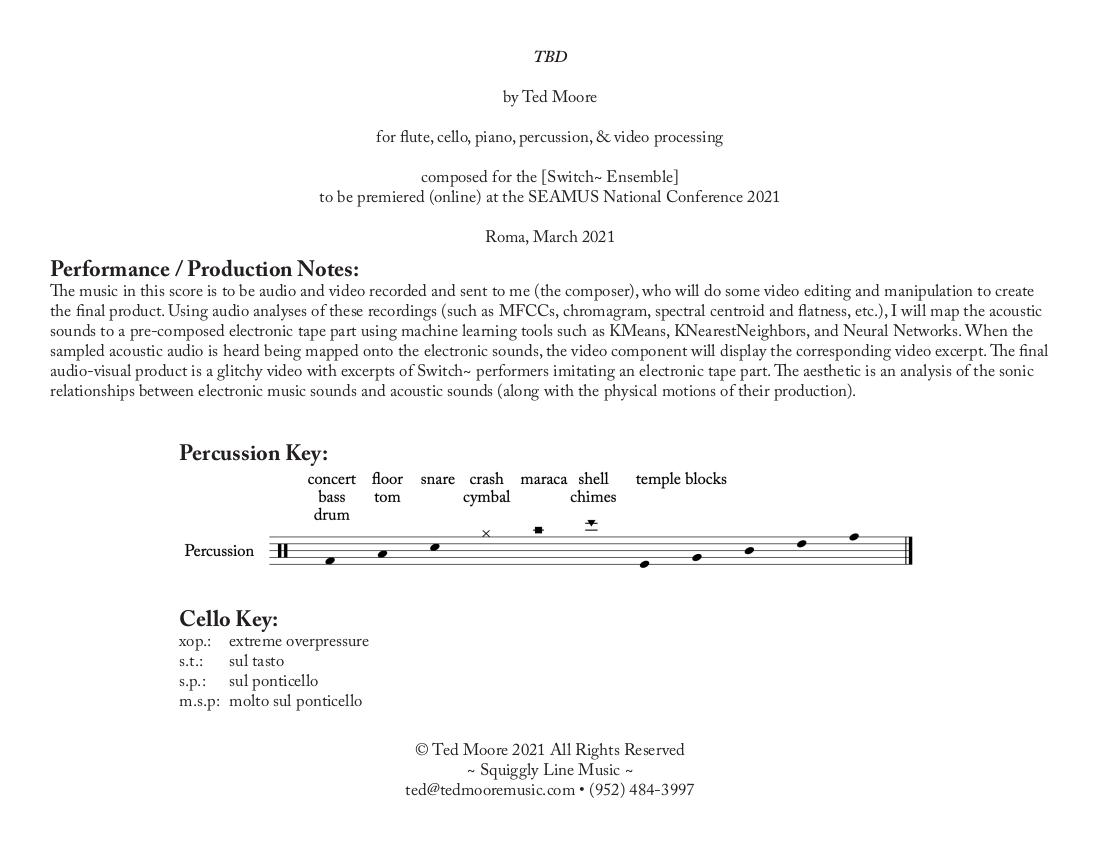 TBD
by Ted Moore
for flute, cello, piano, percussion, & video processing
composed for the [Switch~ Ensemble]
to be premiered (online) at the SEAMUS National Conference 2021
Roma, March 2021
Performance / Production Notes:
The music in this score is to be audio and video recorded and sent to me (the composer), who will do some video editing and manipulation to create
the final product. Using audio analyses of these recordings (such as MFCCs, chromagram, spectral centroid and flatness, etc.), I will map the acoustic
sounds to a pre-composed electronic tape part using machine learning tools such as KMeans, KNearestNeighbors, and Neural Networks. When the
sampled acoustic audio is heard being mapped onto the electronic sounds, the video component will display the corresponding video excerpt. The final
audio-visual product is a glitchy video with excerpts of Switch~ performers imitating an electronic tape part. The aesthetic is an analysis of the sonic
relationships between electronic music sounds and acoustic sounds (along with the physical motions of their production).
Percussion Key:
concert floor snare crash maraca shell temple blocks
bass tom cymbal chimes
drum
Percussion
Cello Key:
xop.: extreme overpressure
s.t.: sul tasto
s.p.: sul ponticello
m.s.p: molto sul ponticello
© Ted Moore 2021 All Rights Reserved
~ Squiggly Line Music ~
ted@tedmooremusic.com • (952) 484-3997